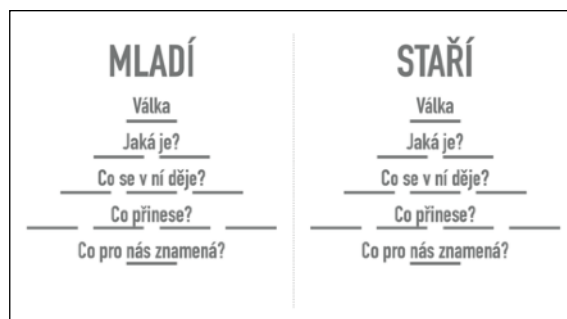 MLADÍ
Válka
Jaká je?
Co se v ní děje?
Co přinese?
Co pro nás znamená?
STAŘÍ
Válka
Jaká je?
Co se v ní děje?
Co přinese?
Co pro nás znamená?